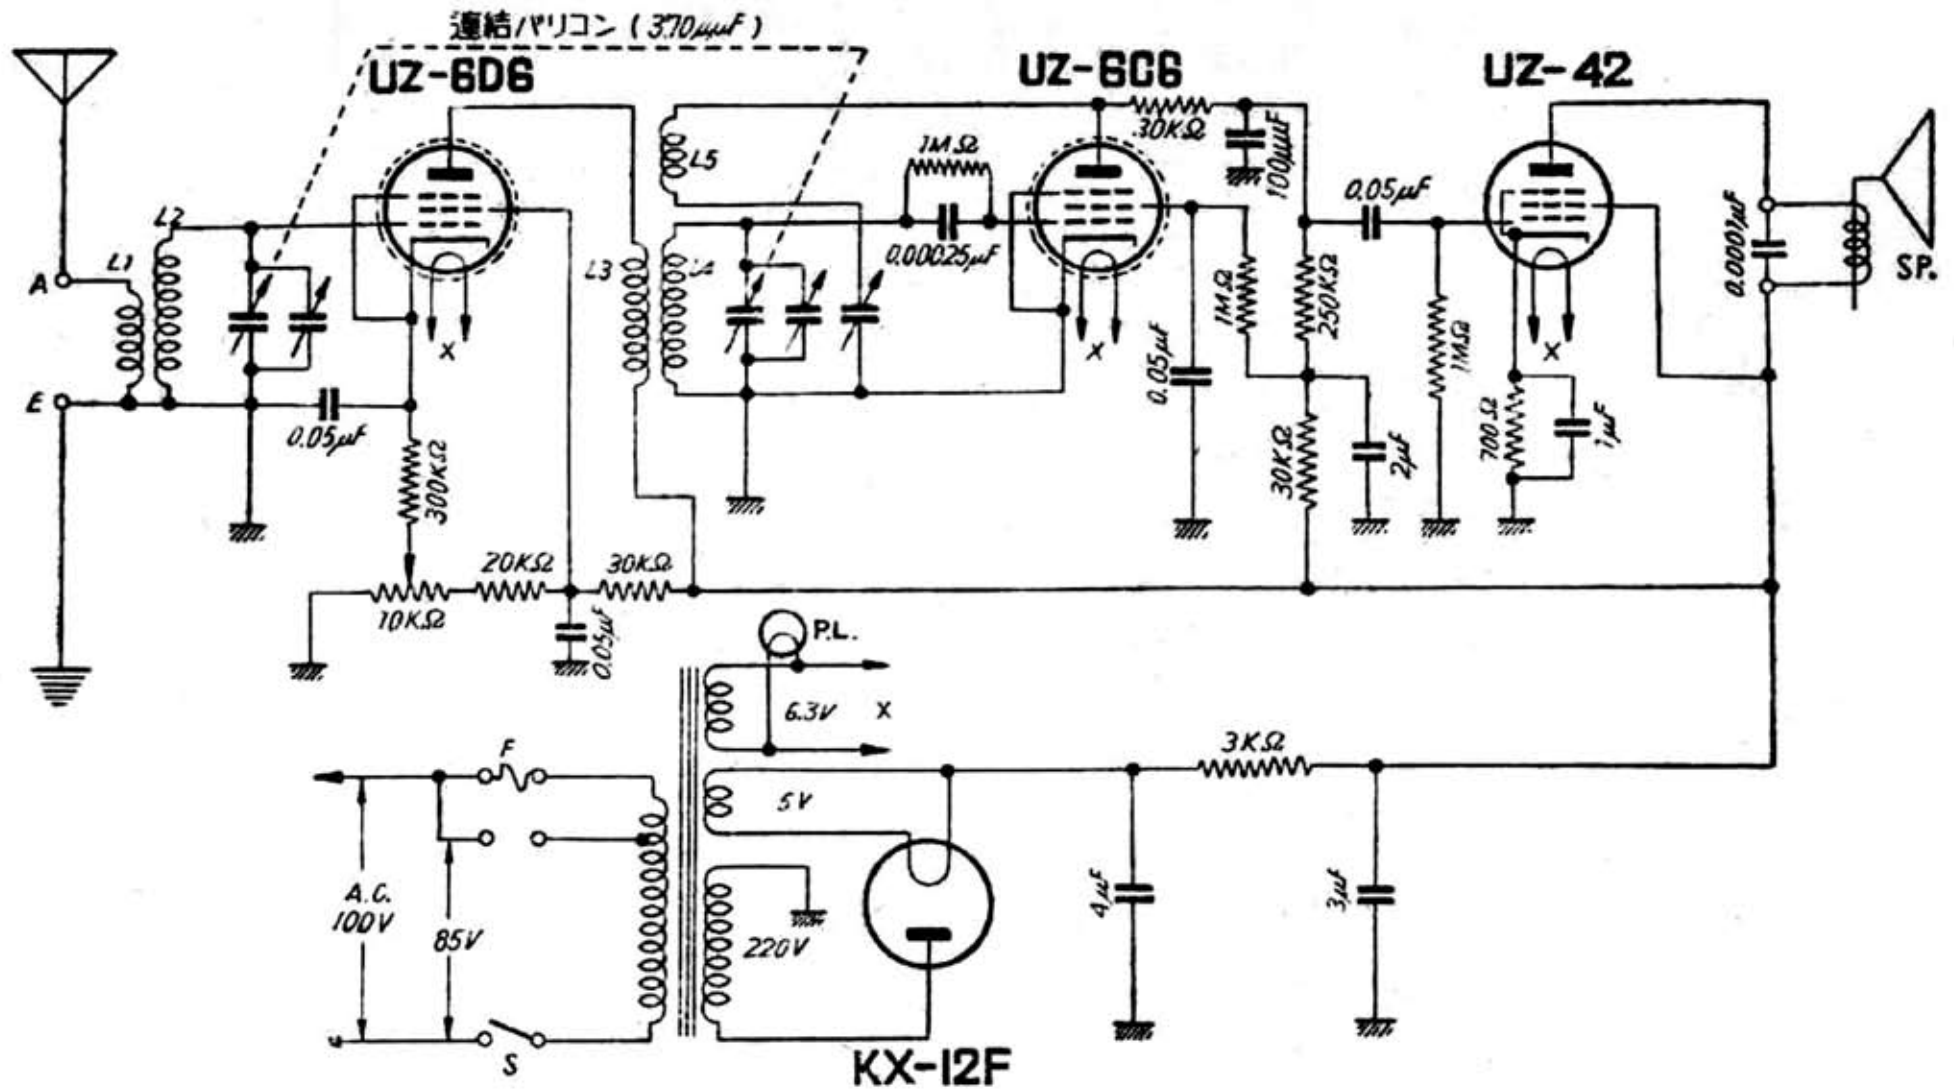 連結バリコン (370μμF)
UZ-6D6
UZ-6C6
UZ-42
30KΩ
100μμF
1MΩ
L5
0.05μF
0.0001μF
L2
L1
0.00025μF
L3
L4
SP.
A
1MΩ
250KΩ
X
X
X
0.05μF
1MΩ
E
0.05μF
700Ω
1μF
30KΩ
2μF
300KΩ
20KΩ
30KΩ
10KΩ
0.05μF
P.L.
6.3V
X
F
3KΩ
5V
A.C.
100V
85V
4μF
3μF
220V
S
KX-12F